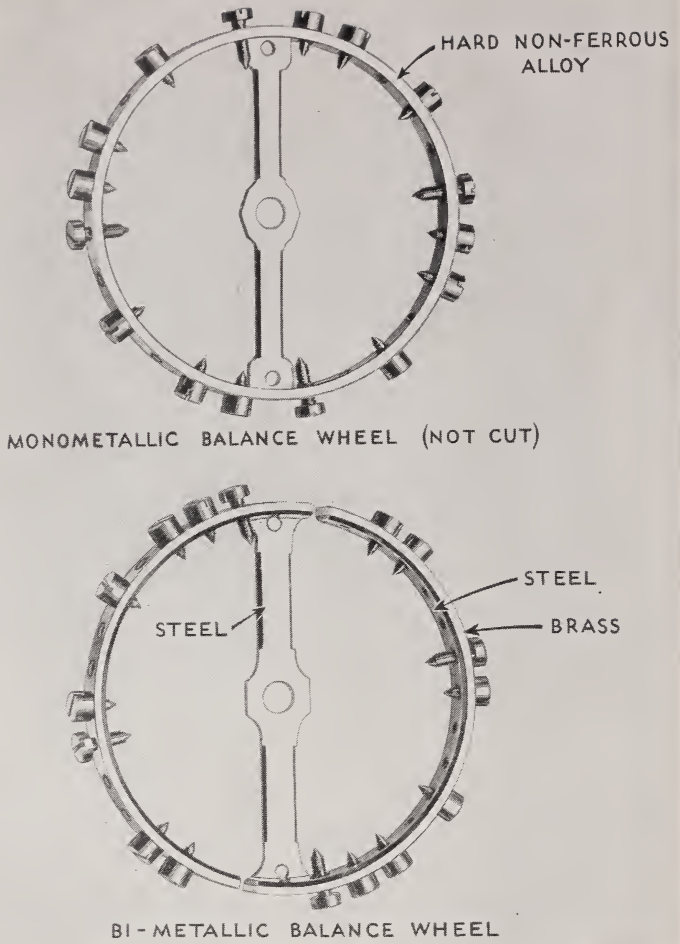 HARD NON-FERROUS
ALLOY
MONOMETALLIC BALANCE WHEEL (NOT CUT)
STEEL
STEEL
BRASS
BI-METALLIC BALANCE WHEEL